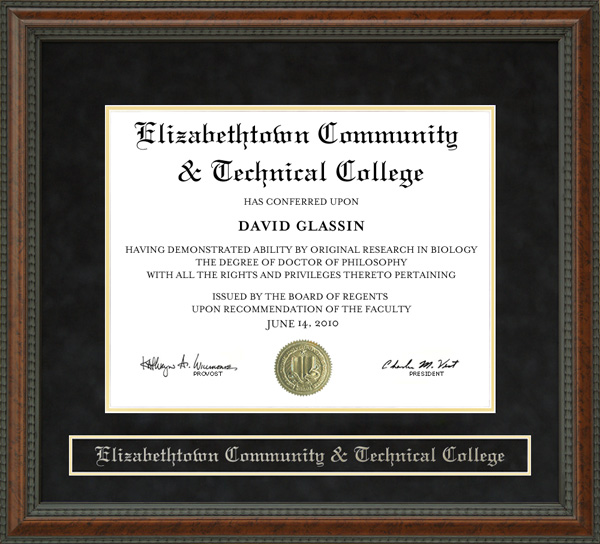 Elizabethtown Community
& Technical College
HAS CONFERRED UPON
DAVID GLASSIN
HAVING DEMONSTRATED ABILITY BY ORIGINAL RESEARCH IN BIOLOGY
THE DEGREE OF DOCTOR OF PHILOSOPHY
WITH ALL THE RIGHTS AND PRIVILEGES THERETO PERTAINING
ISSUED BY THE BOARD OF REGENTS
UPON RECOMMENDATION OF THE FACULTY
JUNE 14, 2010
PROVOST
Charles M. Vest
PRESIDENT
Elizabethtown Community & Technical College